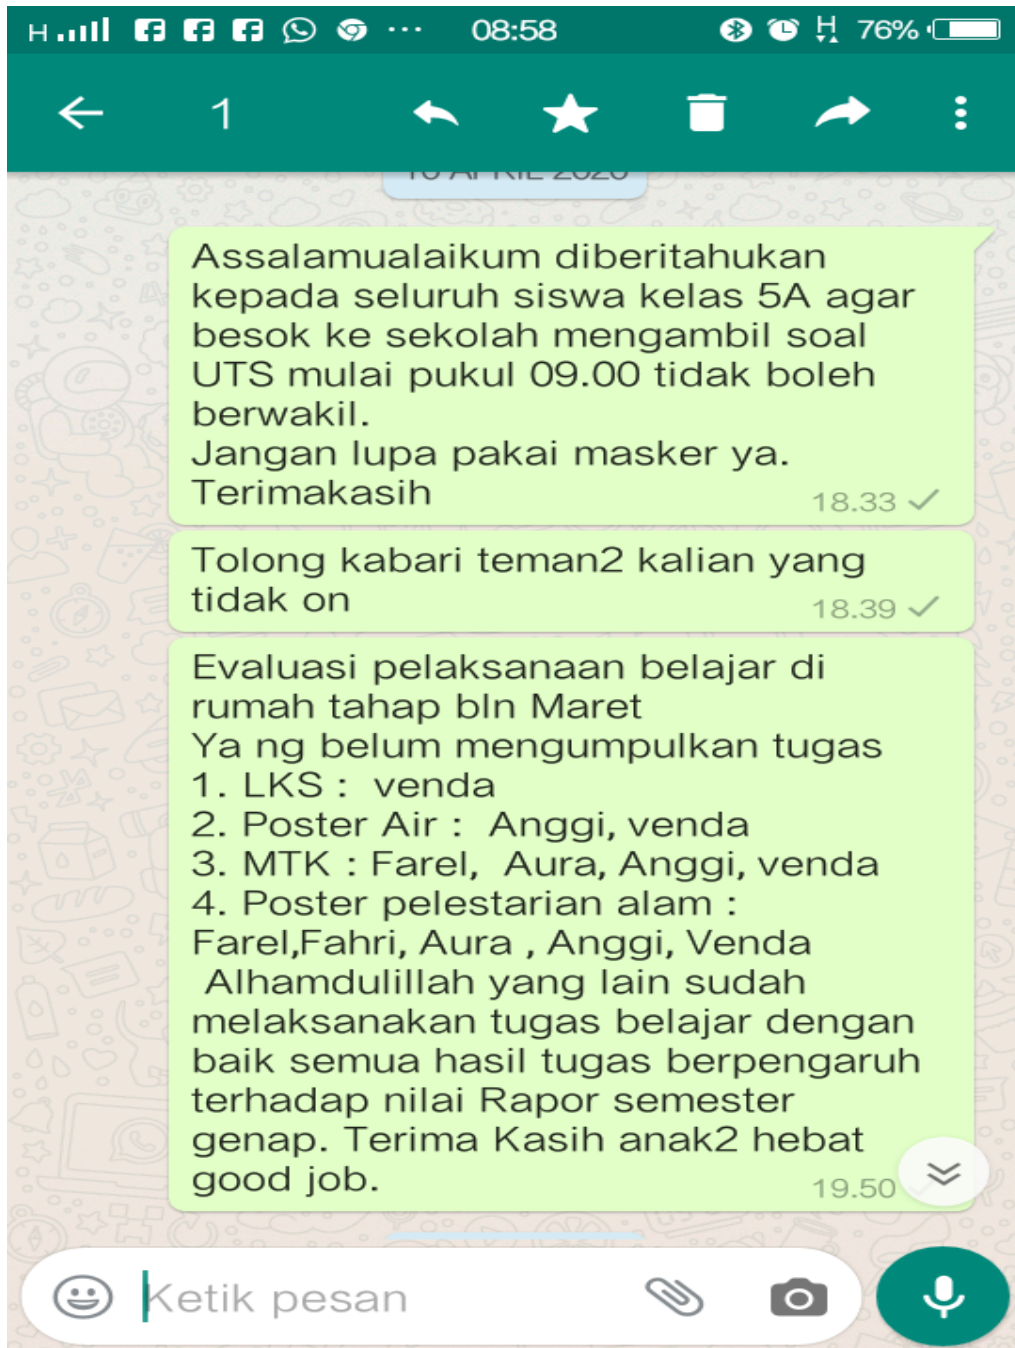 H 08:58 H 76%
1
Assalamualaikum diberitahukan
kepada seluruh siswa kelas 5A agar
besok ke sekolah mengambil soal
UTS mulai pukul 09.00 tidak boleh
berwakil.
Jangan lupa pakai masker ya.
Terimakasih
18.33
Tolong kabari teman2 kalian yang
tidak on
18.39
Evaluasi pelaksanaan belajar di
rumah tahap bln Maret
Ya ng belum mengumpulkan tugas
1. LKS : venda
2. Poster Air : Anggi, venda
3. MTK : Farel, Aura, Anggi, venda
4. Poster pelestarian alam :
Farel,Fahri, Aura , Anggi, Venda
Alhamdulillah yang lain sudah
melaksanakan tugas belajar dengan
baik semua hasil tugas berpengaruh
terhadap nilai Rapor semester
genap. Terima Kasih anak2 hebat
good job.
19.50
Ketik pesan